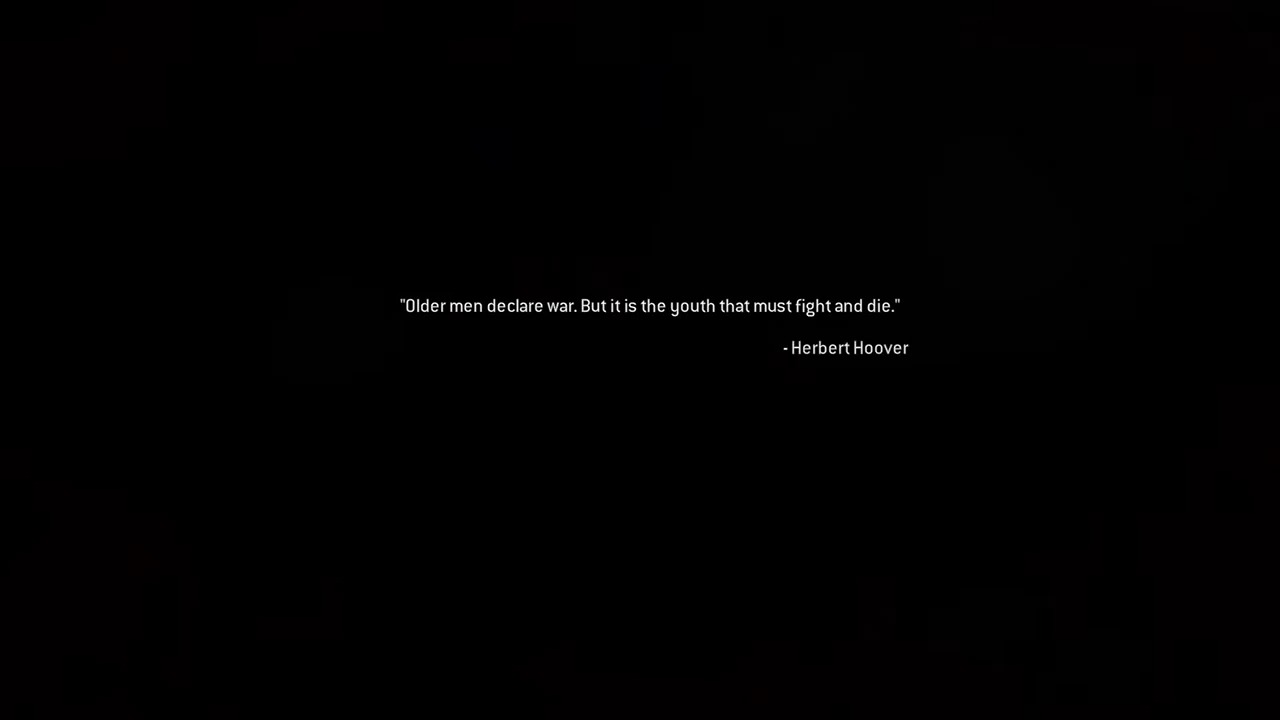 "Older men declare war. But it is the youth that must fight and die."
- Herbert Hoover